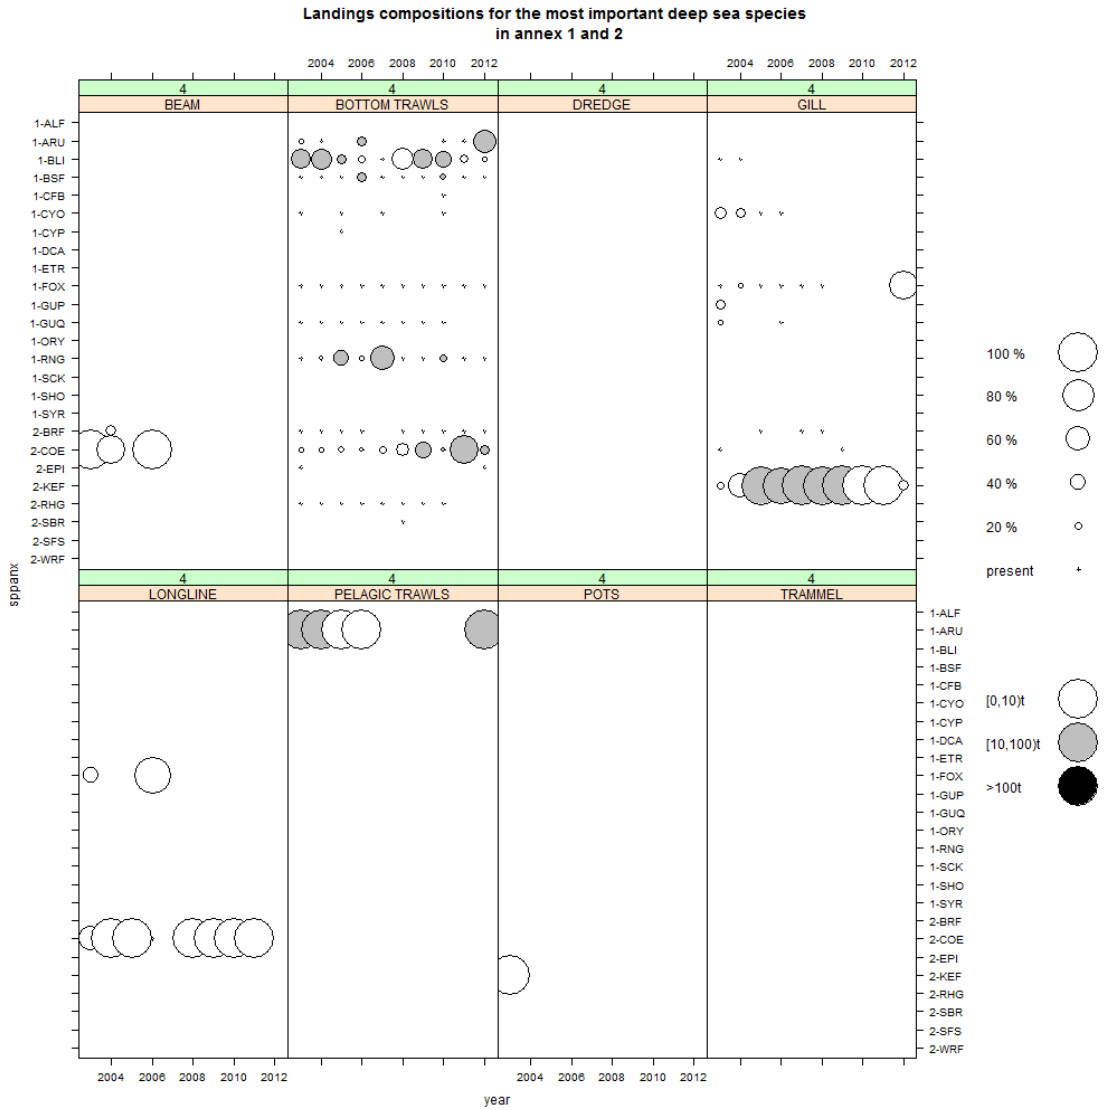 Landings compositions for the most important deep sea species
in annex 1 and 2
2004 2006 2008 2010 2012
2004 2006 2008 2010 2012
4 4 4 4
BEAM BOTTOM TRAWLS DREDGE GILL
1-ALF
1-ARU
1-BLI
1-BSF
1-CFB
1-CYO
1-CYP
1-DCA
1-ETR
1-FOX
1-GUP
1-GUQ
1-ORY
1-RNG
1-SCK
1-SHO
1-SYR
2-BRF
2-COE
2-EPI
2-KEF
2-RHG
2-SBR
2-SFS
2-WRF
sppanx
4 4 4 4
LONGLINE PELAGIC TRAWLS POTS TRAMMEL
1-ALF
1-ARU
1-BLI
1-BSF
1-CFB
1-CYO
1-CYP
1-DCA
1-ETR
1-FOX
1-GUP
1-GUQ
1-ORY
1-RNG
1-SCK
1-SHO
1-SYR
2-BRF
2-COE
2-EPI
2-KEF
2-RHG
2-SBR
2-SFS
2-WRF
2004 2006 2008 2010 2012
2004 2006 2008 2010 2012
year
100 %
80 %
60 %
40 %
20 %
present
[0,10)t
[10,100)t
>100t